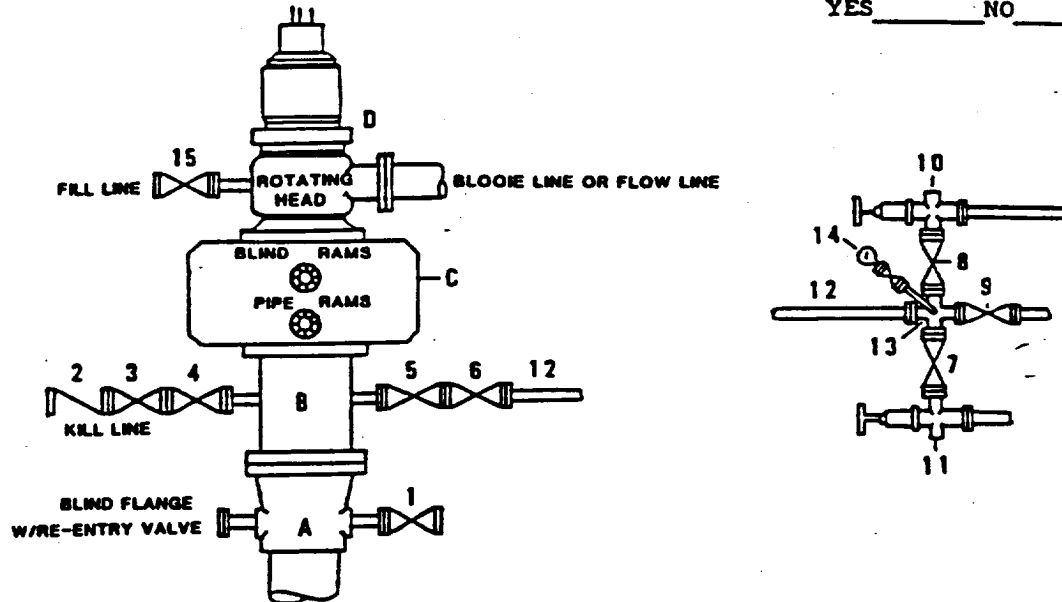 YES NO
D
15
FILL LINE
ROTATING
HEAD
BLOOIE LINE OR FLOW LINE
BLIND RAMS
C
PIPE RAMS
2 3 4
B
5 6 12
KILL LINE
BLIND FLANGE
W/RE-ENTRY VALVE
A
1
10
14
8
12
9
13
7
11